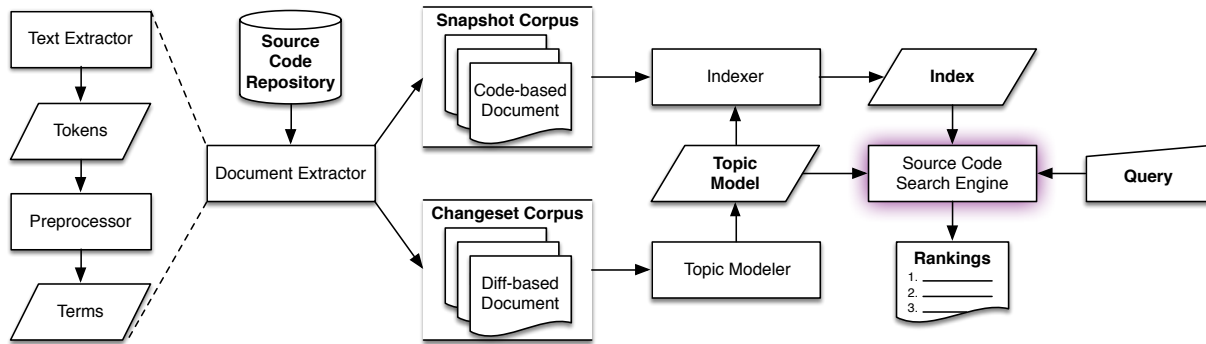 Text Extractor
Tokens
Preprocessor
Terms
Source
Code
Repository
Document Extractor
Snapshot Corpus
Code-based
Document
Changeset Corpus
Diff-based
Document
Indexer
Topic
Model
Topic Modeler
Index
Source Code
Search Engine
Query
Rankings
1.
2.
3.